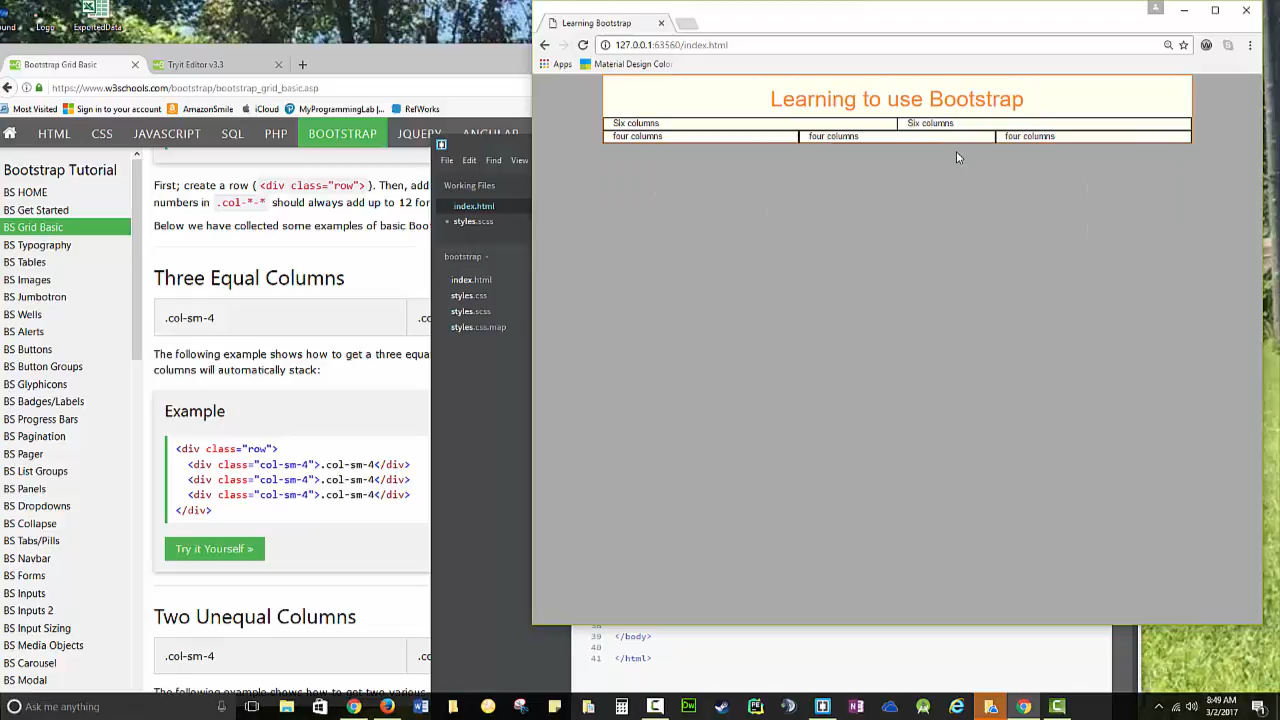 ound
Logo
ExpoitedData
Bootstrap Grid Basic
Tryit Editor v3.3
https://www.w3schools.com/bootstrap/bootstrap_grid_basic.asp
Most Visited
Sign in to your account
AmazonSmile
iCloud
MyProgrammingLab |
RefWorks
HTML
CSS
JAVASCRIPT
SQL
PHP
BOOTSTRAP
JQUERY
ANGULAR
Bootstrap Tutorial
BS HOME
BS Get Started
BS Grid Basic
BS Typography
BS Tables
BS Images
BS Jumbotron
BS Wells
BS Alerts
BS Buttons
BS Button Groups
BS Glyphicons
BS Badges/Labels
BS Progress Bars
BS Pagination
BS Pager
BS List Groups
BS Panels
BS Dropdowns
BS Collapse
BS Tabs/Pills
BS Navbar
BS Forms
BS Inputs
BS Inputs 2
BS Input Sizing
BS Media Objects
BS Carousel
BS Modal
First; create a row ( <div class="row"> ). Then, add
numbers in .col-*-* should always add up to 12 for
Below we have collected some examples of basic Boo
Three Equal Columns
.col-sm-4
.co
The following example shows how to get a three equa
columns will automatically stack:
Example
<div class="row">
<div class="col-sm-4">.col-sm-4</div>
<div class="col-sm-4">.col-sm-4</div>
<div class="col-sm-4">.col-sm-4</div>
</div>
Try it Yourself »
Two Unequal Columns
.col-sm-4
.co
File Edit Find View
Working Files
index.html
styles.scss
bootstrap
index.html
styles.css
styles.scss
styles.css.map
Learning Bootstrap
127.0.0.1:63560/index.html
Apps
Material Design Color
Learning to use Bootstrap
Six columns
Six columns
four columns
four columns
four columns
39 </body>
40
41 </html>
Ask me anything
8:49 AM
3/2/2017